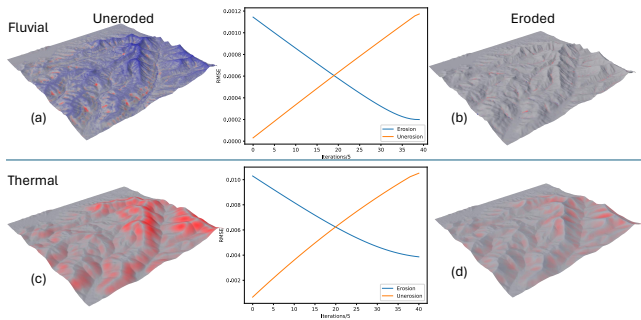 Uneroded
Eroded
Fluvial
(a)
0.0012
0.0010
0.0008
0.0006
0.0004
0.0002
0.0000
RMSE
0 5 10 15 20 25 30 35 40
Iterations/5
Erosion
Unerosion
(b)
Thermal
(c)
0.010
0.008
0.006
0.004
0.002
RMSE
0 5 10 15 20 25 30 35 40
Iterations/5
Erosion
Unerosion
(d)